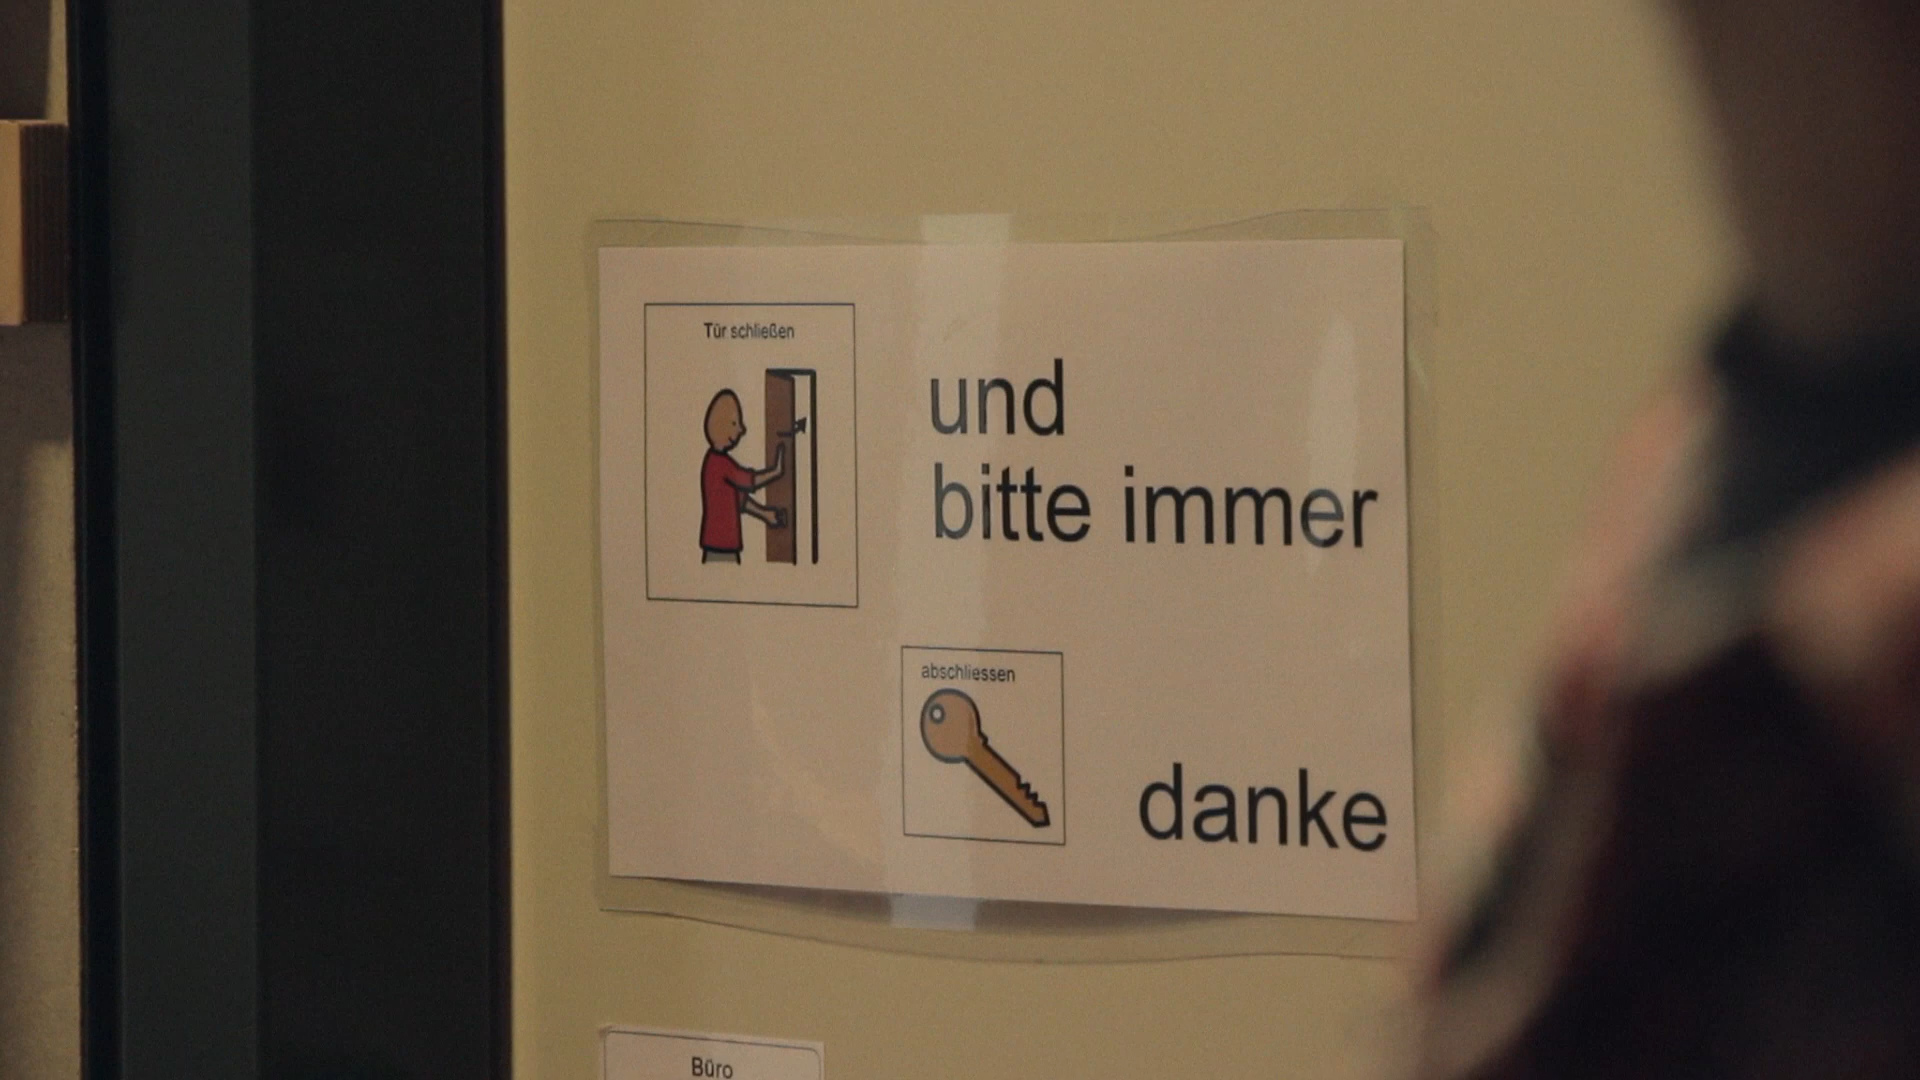 Tür schließen
und
bitte immer
abschliessen
danke
Büro